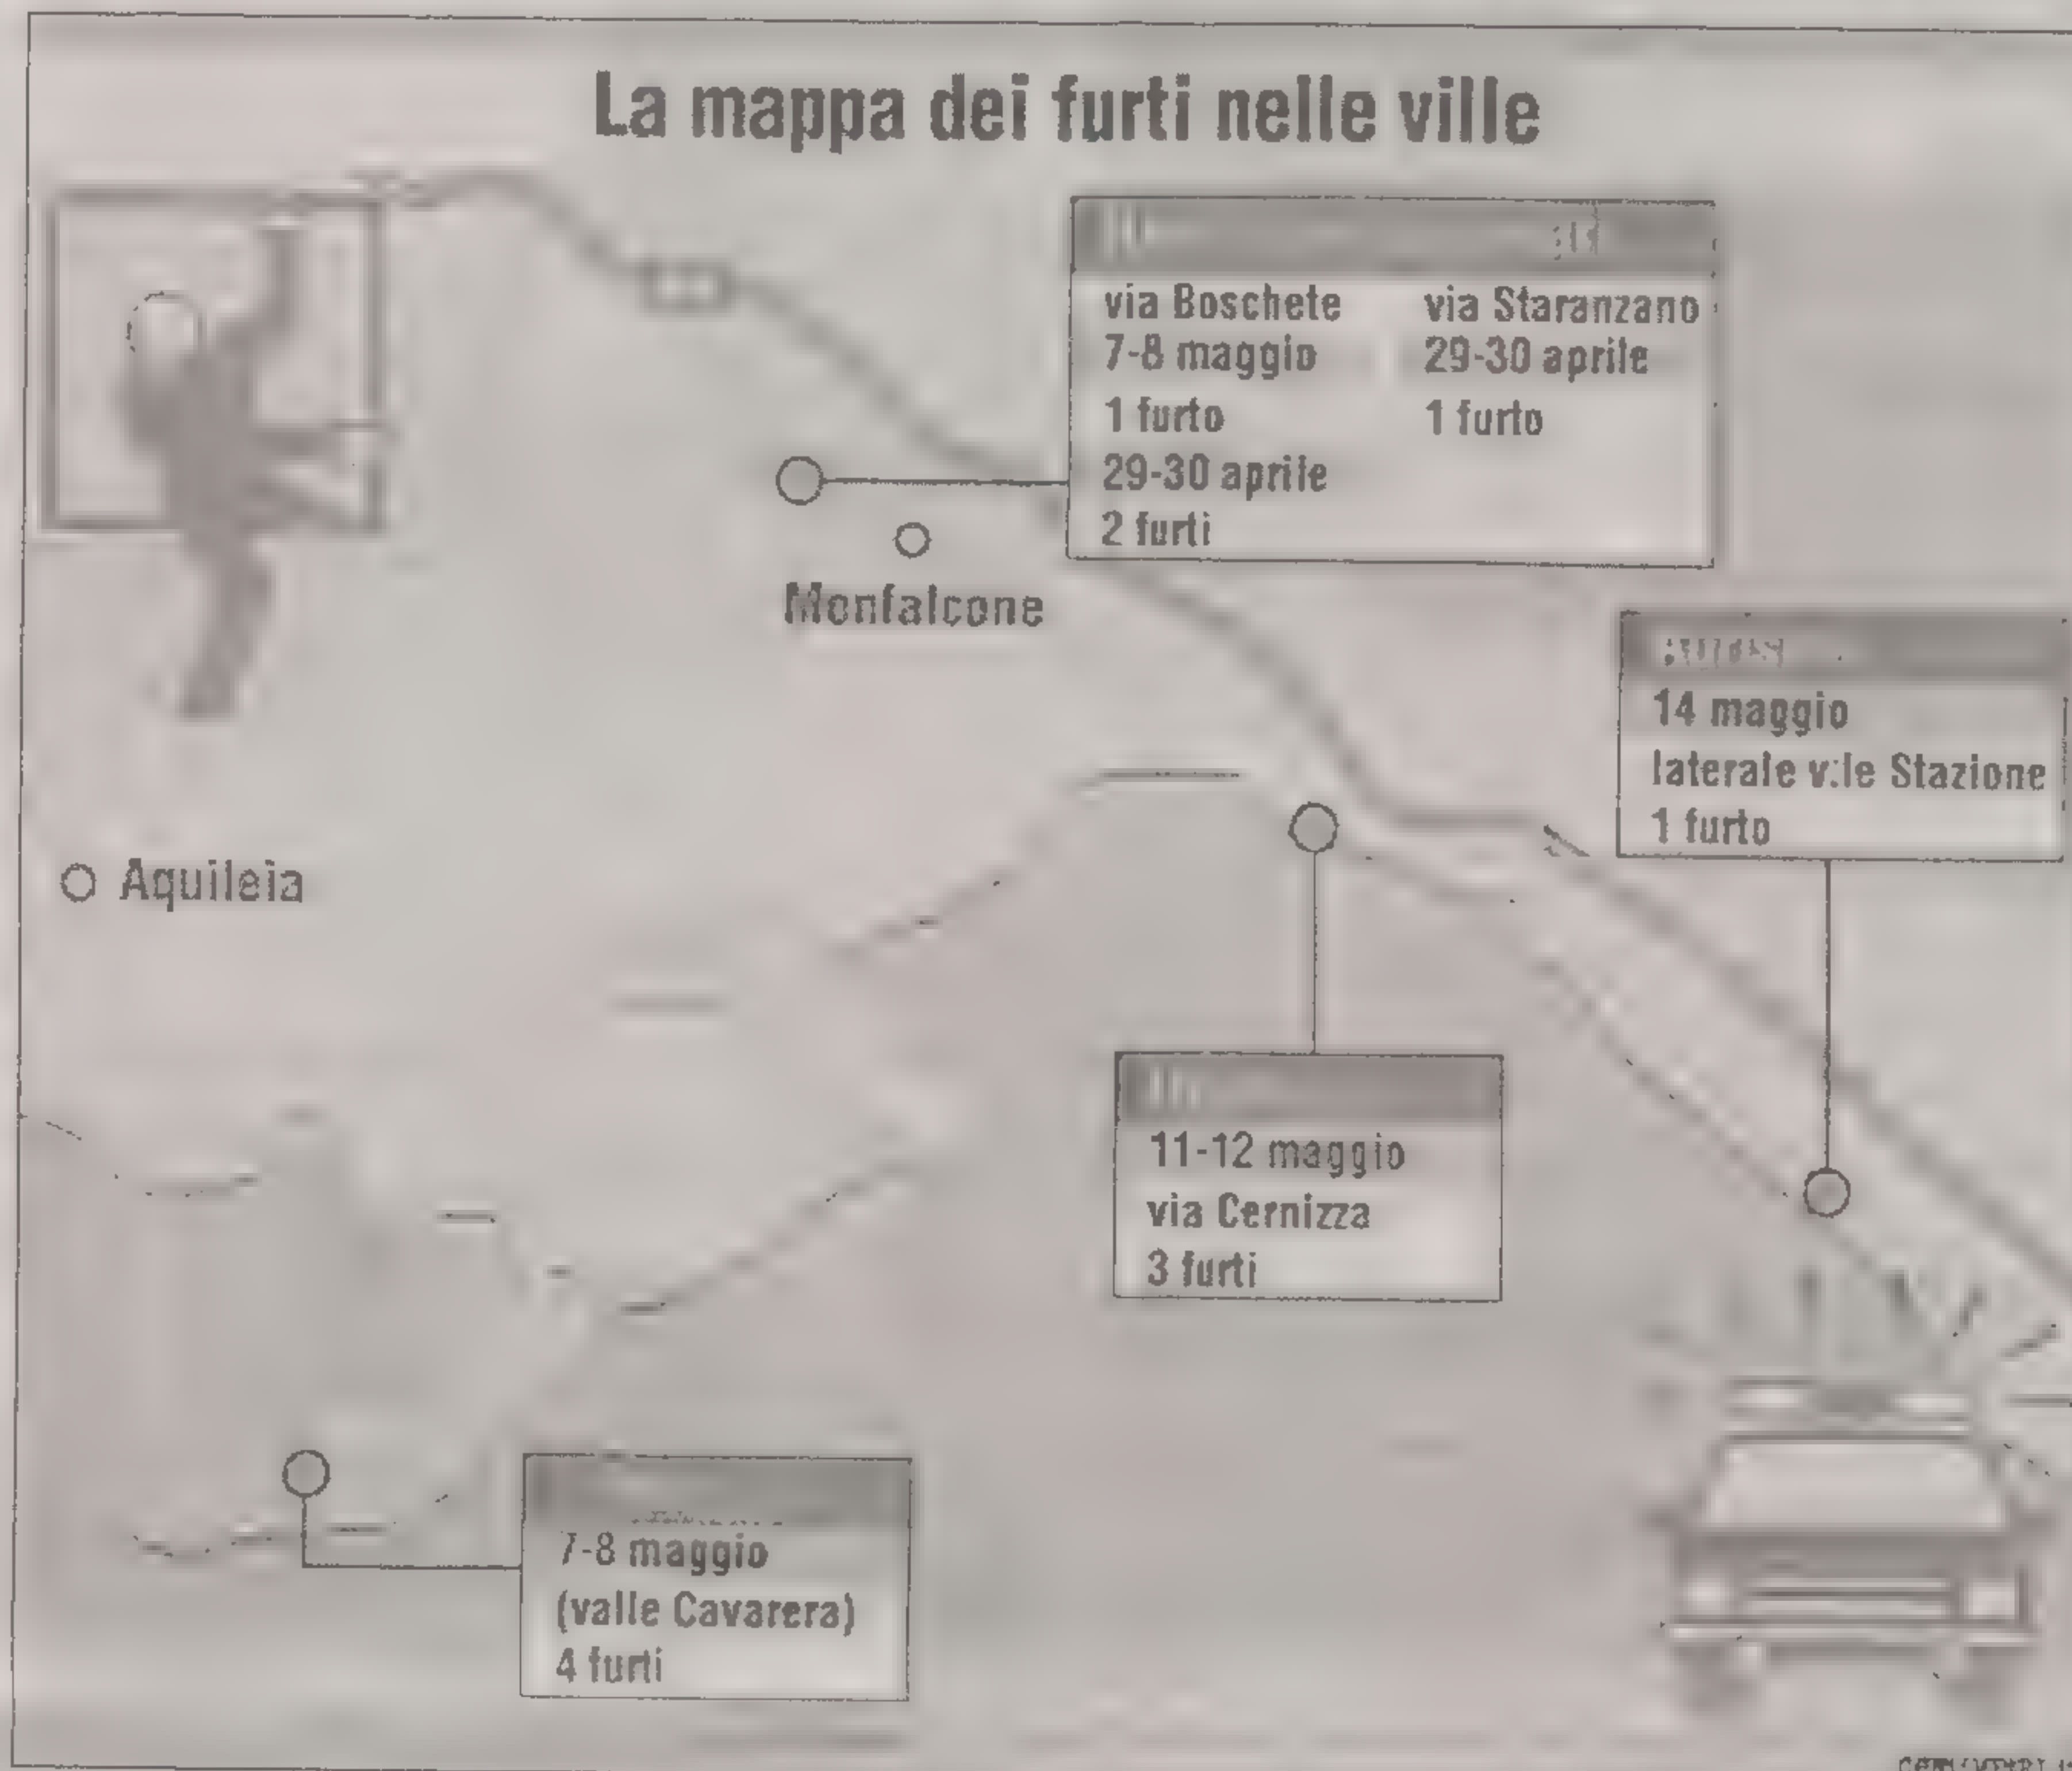 La mappa dei furti nelle ville
via Boschete
7-8 maggio
1 furto
29-30 aprile
2 furti
via Staranzano
29-30 aprile
1 furto
Monfalcone
14 maggio
laterale v.le Stazione
1 furto
Aquileia
11-12 maggio
via Cernizza
3 furti
7-8 maggio
(valle Cavarera)
4 furti